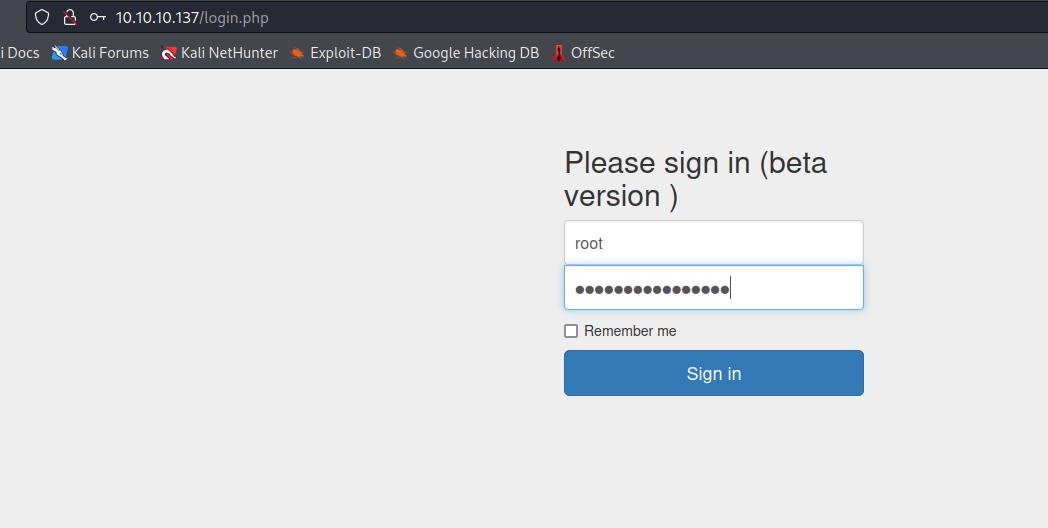 10.10.10.137/login.php
i Docs Kali Forums Kali NetHunter Exploit-DB Google Hacking DB OffSec
Please sign in (beta
version )
root
●●●●●●●●●●●●●●●●
Remember me
Sign in